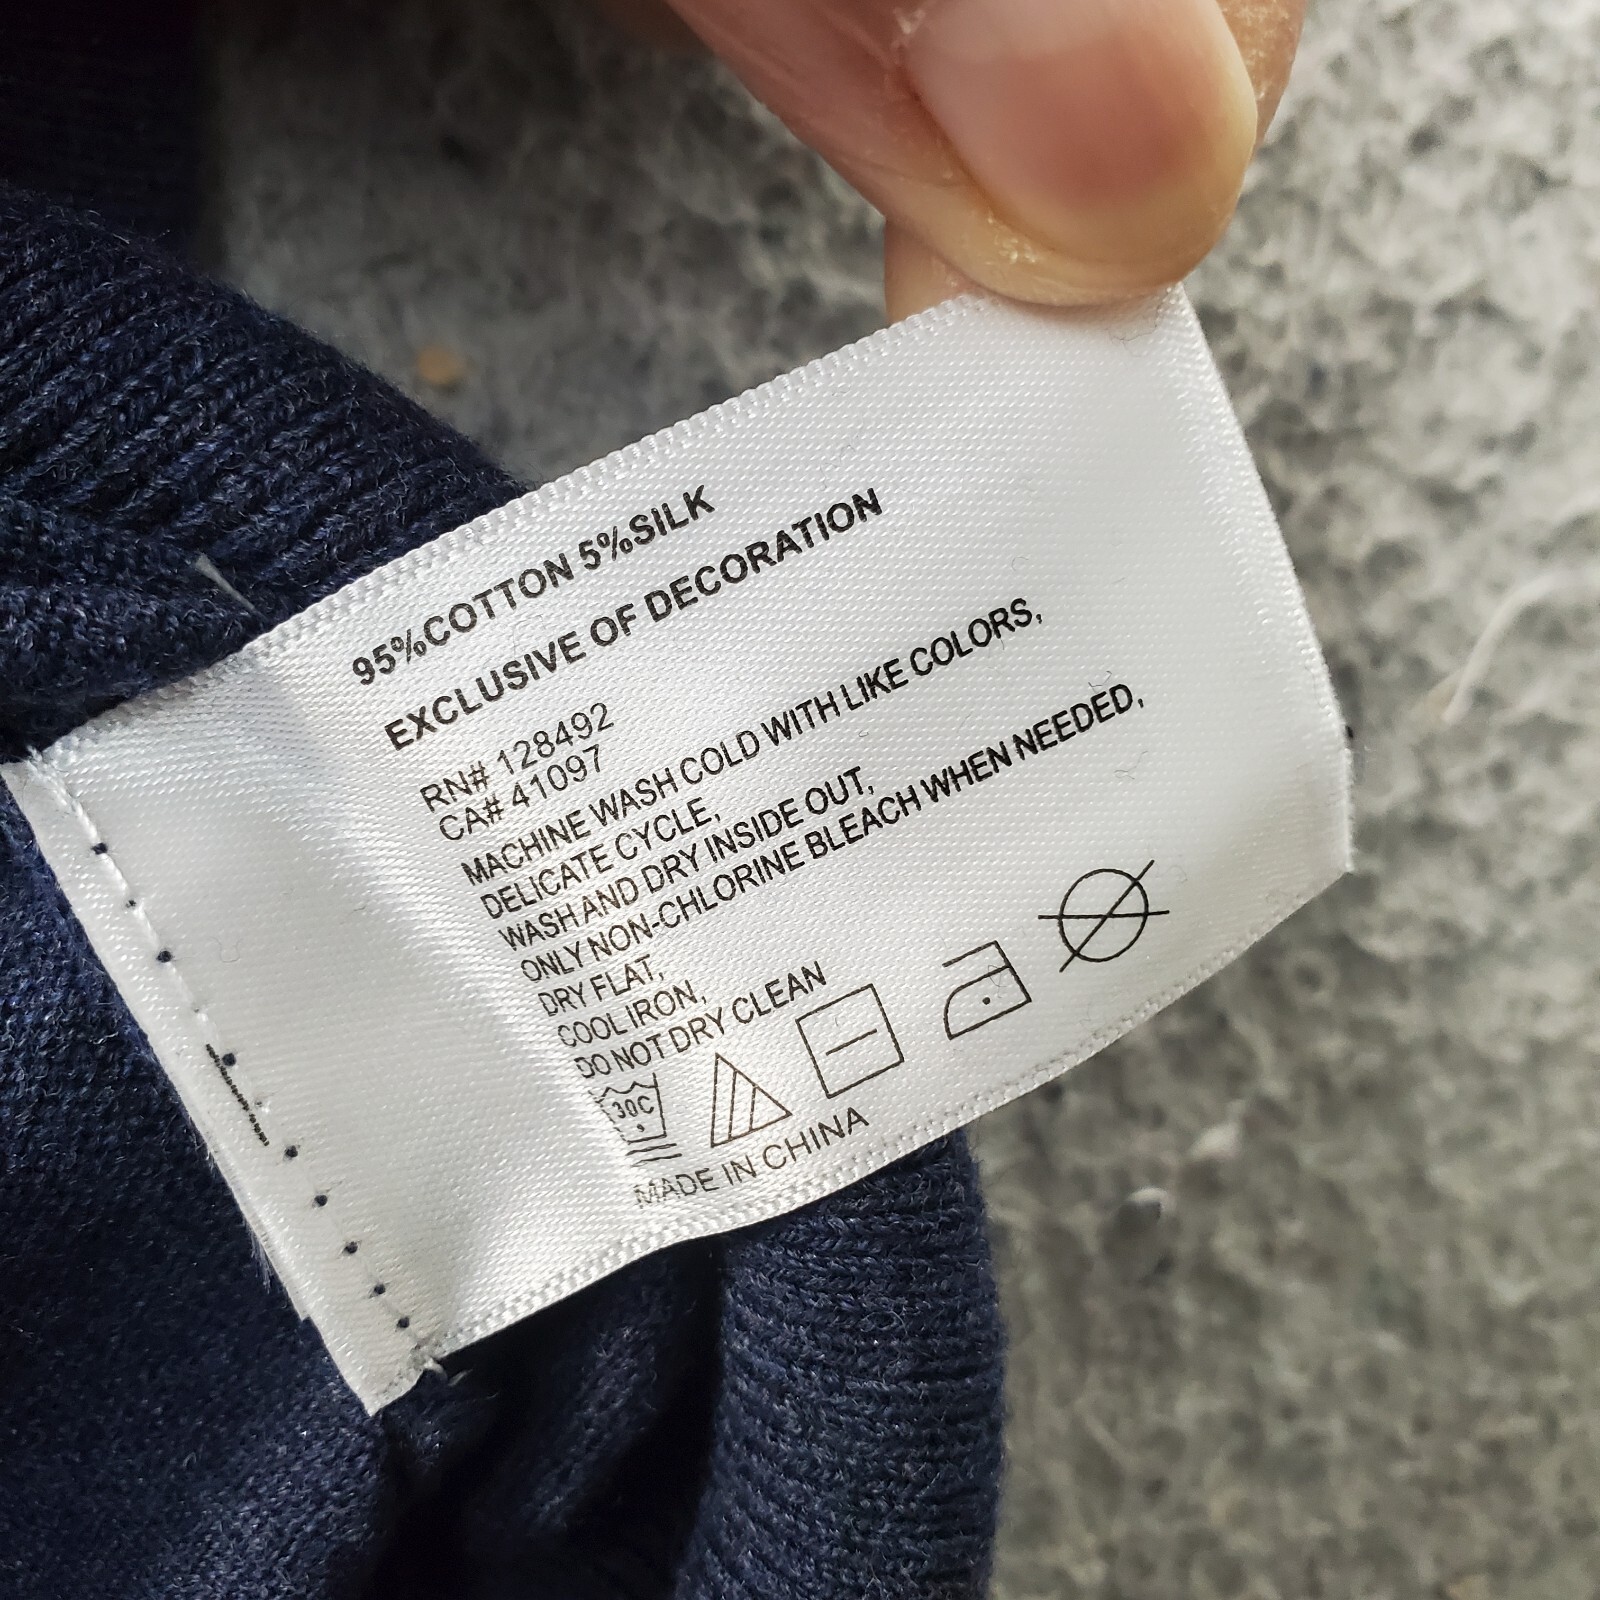 95%COTTON 5%SILK
EXCLUSIVE OF DECORATION
RN# 128492
CA# 41097
MACHINE WASH COLD WITH LIKE COLORS,
DELICATE CYCLE,
WASH AND DRY INSIDE OUT,
ONLY NON-CHLORINE BLEACH WHEN NEEDED,
DRY FLAT,
COOL IRON,
DO NOT DRY CLEAN
30C
MADE IN CHINA